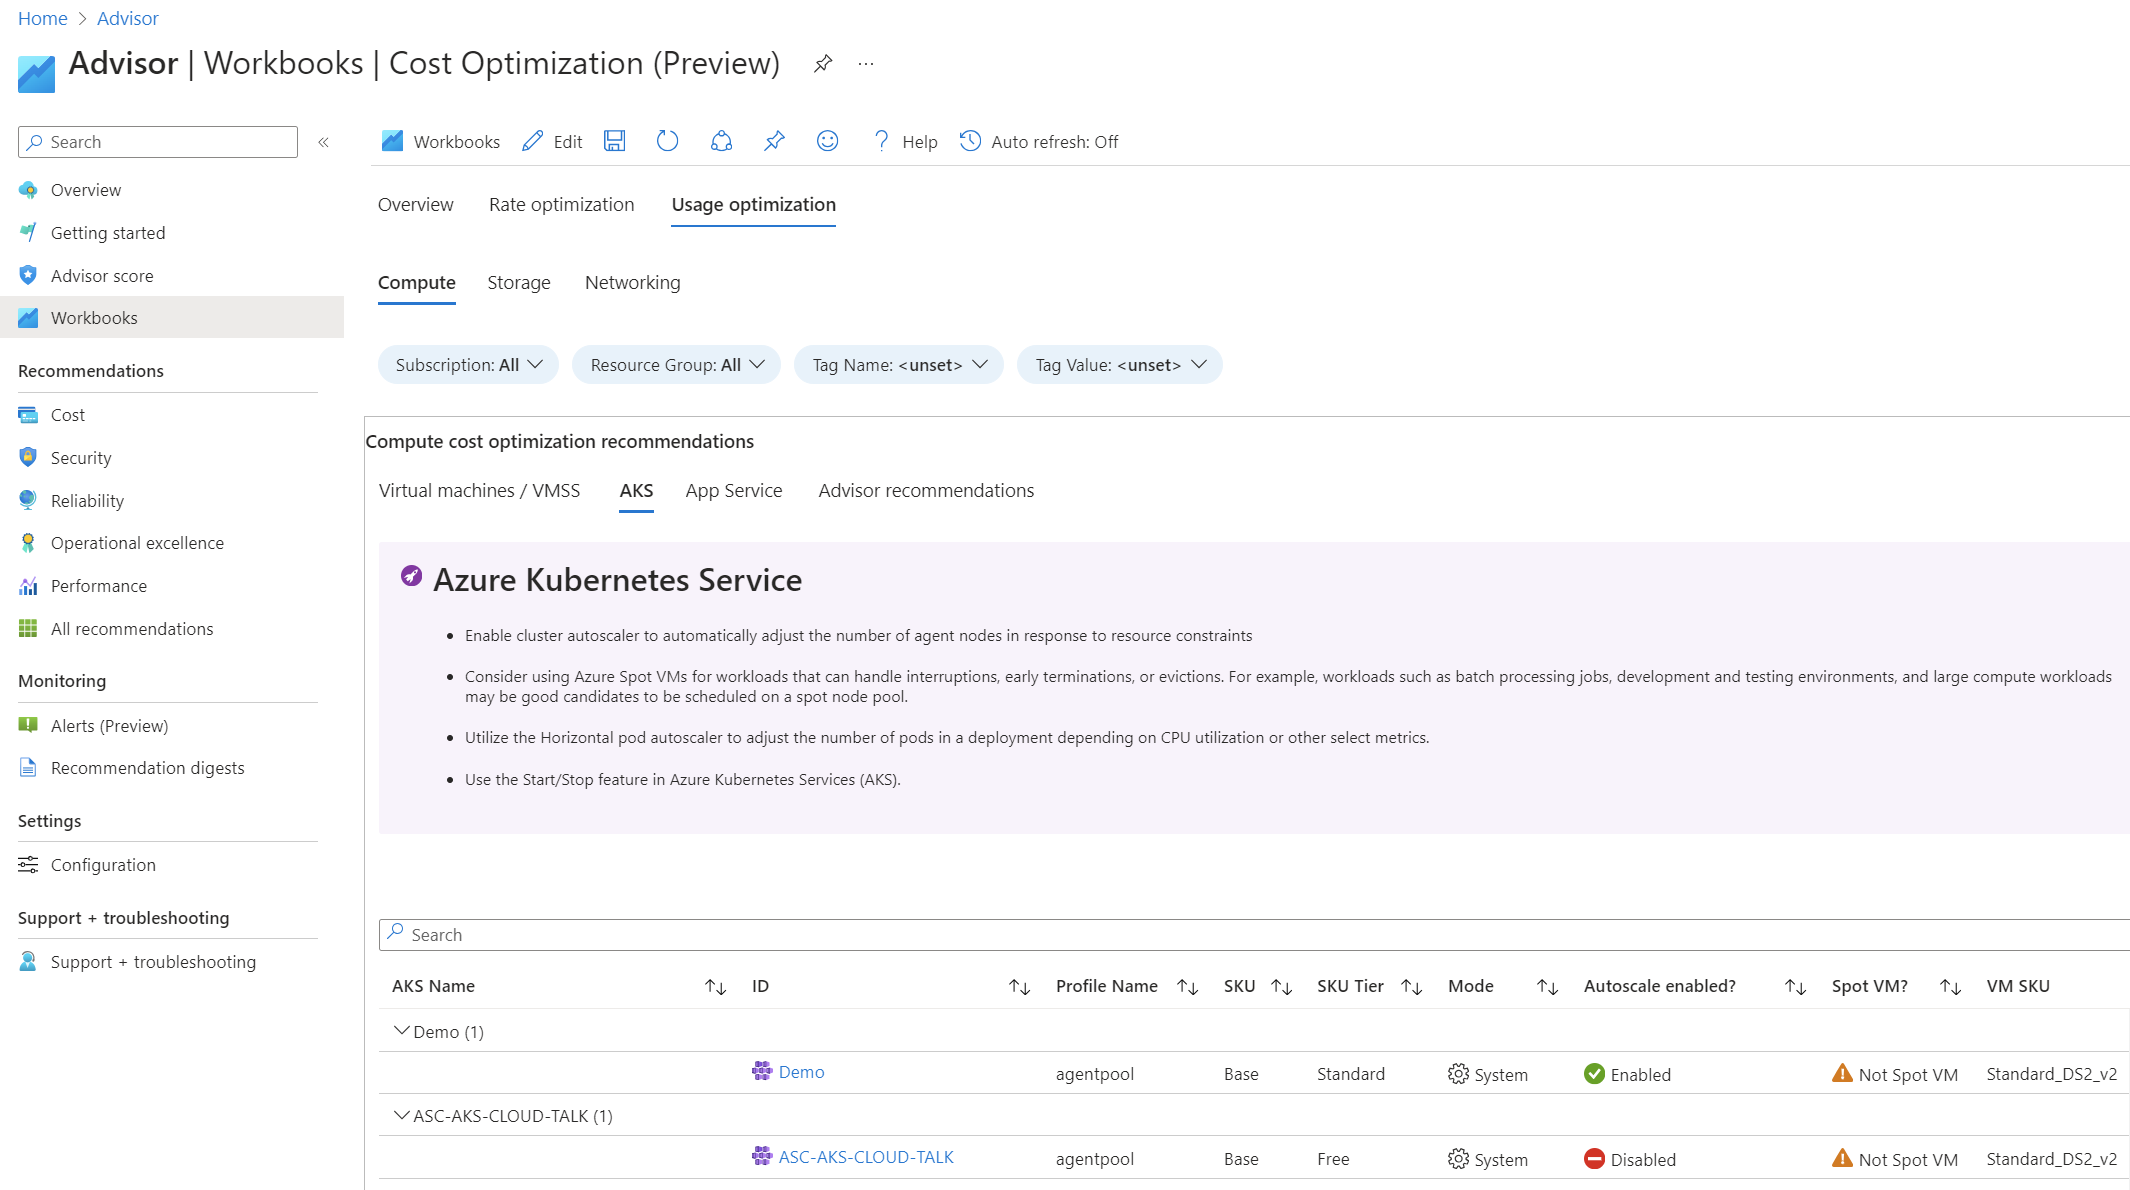 Home > Advisor
Advisor | Workbooks | Cost Optimization (Preview) ...
Search «
Overview
Getting started
Advisor score
Workbooks
Recommendations
Cost
Security
Reliability
Operational excellence
Performance
All recommendations
Monitoring
Alerts (Preview)
Recommendation digests
Settings
Configuration
Support + troubleshooting
Support + troubleshooting
Workbooks Edit ? Help Auto refresh: Off
Overview Rate optimization Usage optimization
Compute Storage Networking
Subscription: All Resource Group: All Tag Name: <unset> Tag Value: <unset>
Compute cost optimization recommendations
Virtual machines / VMSS AKS App Service Advisor recommendations
Azure Kubernetes Service
• Enable cluster autoscaler to automatically adjust the number of agent nodes in response to resource constraints
• Consider using Azure Spot VMs for workloads that can handle interruptions, early terminations, or evictions. For example, workloads such as batch processing jobs, development and testing environments, and large compute workloads
may be good candidates to be scheduled on a spot node pool.
• Utilize the Horizontal pod autoscaler to adjust the number of pods in a deployment depending on CPU utilization or other select metrics.
• Use the Start/Stop feature in Azure Kubernetes Services (AKS).
Search
AKS Name ↑↓ ID ↑↓ Profile Name ↑↓ SKU ↑↓ SKU Tier ↑↓ Mode ↑↓ Autoscale enabled? ↑↓ Spot VM? ↑↓ VM SKU
Demo (1)
Demo agentpool Base Standard System Enabled Not Spot VM Standard_DS2_v2
ASC-AKS-CLOUD-TALK (1)
ASC-AKS-CLOUD-TALK agentpool Base Free System Disabled Not Spot VM Standard_DS2_v2